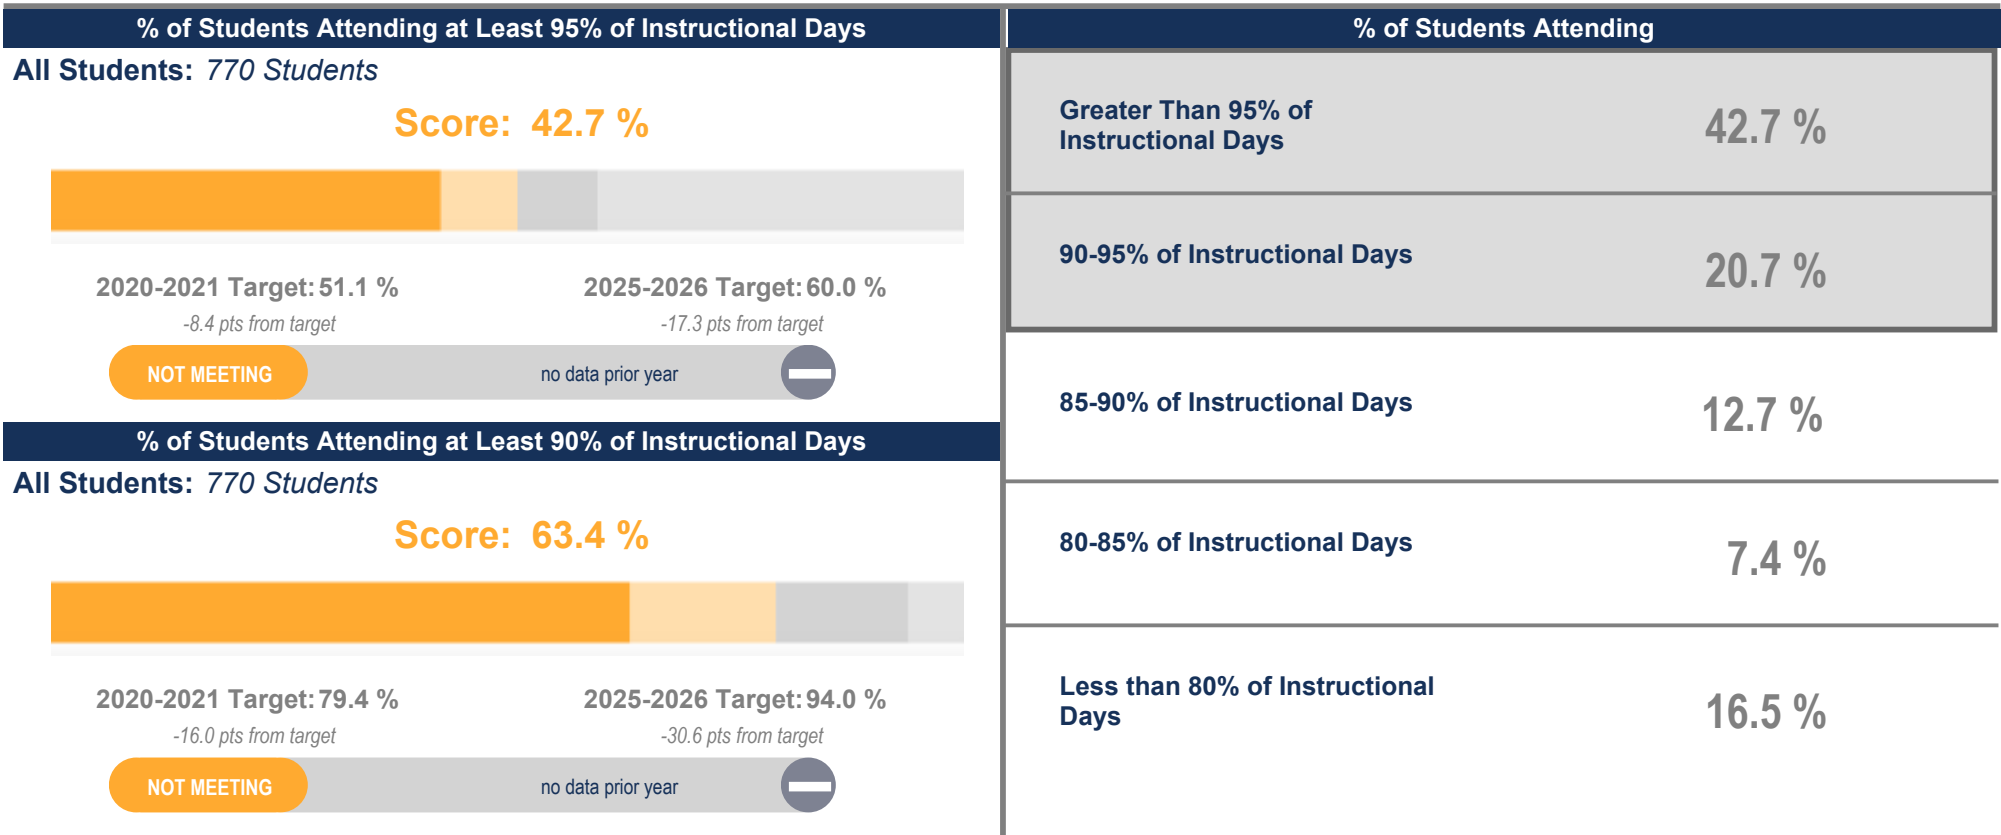 % of Students Attending at Least 95% of Instructional Days
All Students: 770 Students
Score: 42.7 %
2020-2021 Target: 51.1 %
-8.4 pts from target
2025-2026 Target: 60.0 %
-17.3 pts from target
NOT MEETING
no data prior year
% of Students Attending at Least 90% of Instructional Days
All Students: 770 Students
Score: 63.4 %
2020-2021 Target: 79.4 %
-16.0 pts from target
2025-2026 Target: 94.0 %
-30.6 pts from target
NOT MEETING
no data prior year
% of Students Attending
Greater Than 95% of
Instructional Days
42.7 %
90-95% of Instructional Days
20.7 %
85-90% of Instructional Days
12.7 %
80-85% of Instructional Days
7.4 %
Less than 80% of Instructional
Days
16.5 %